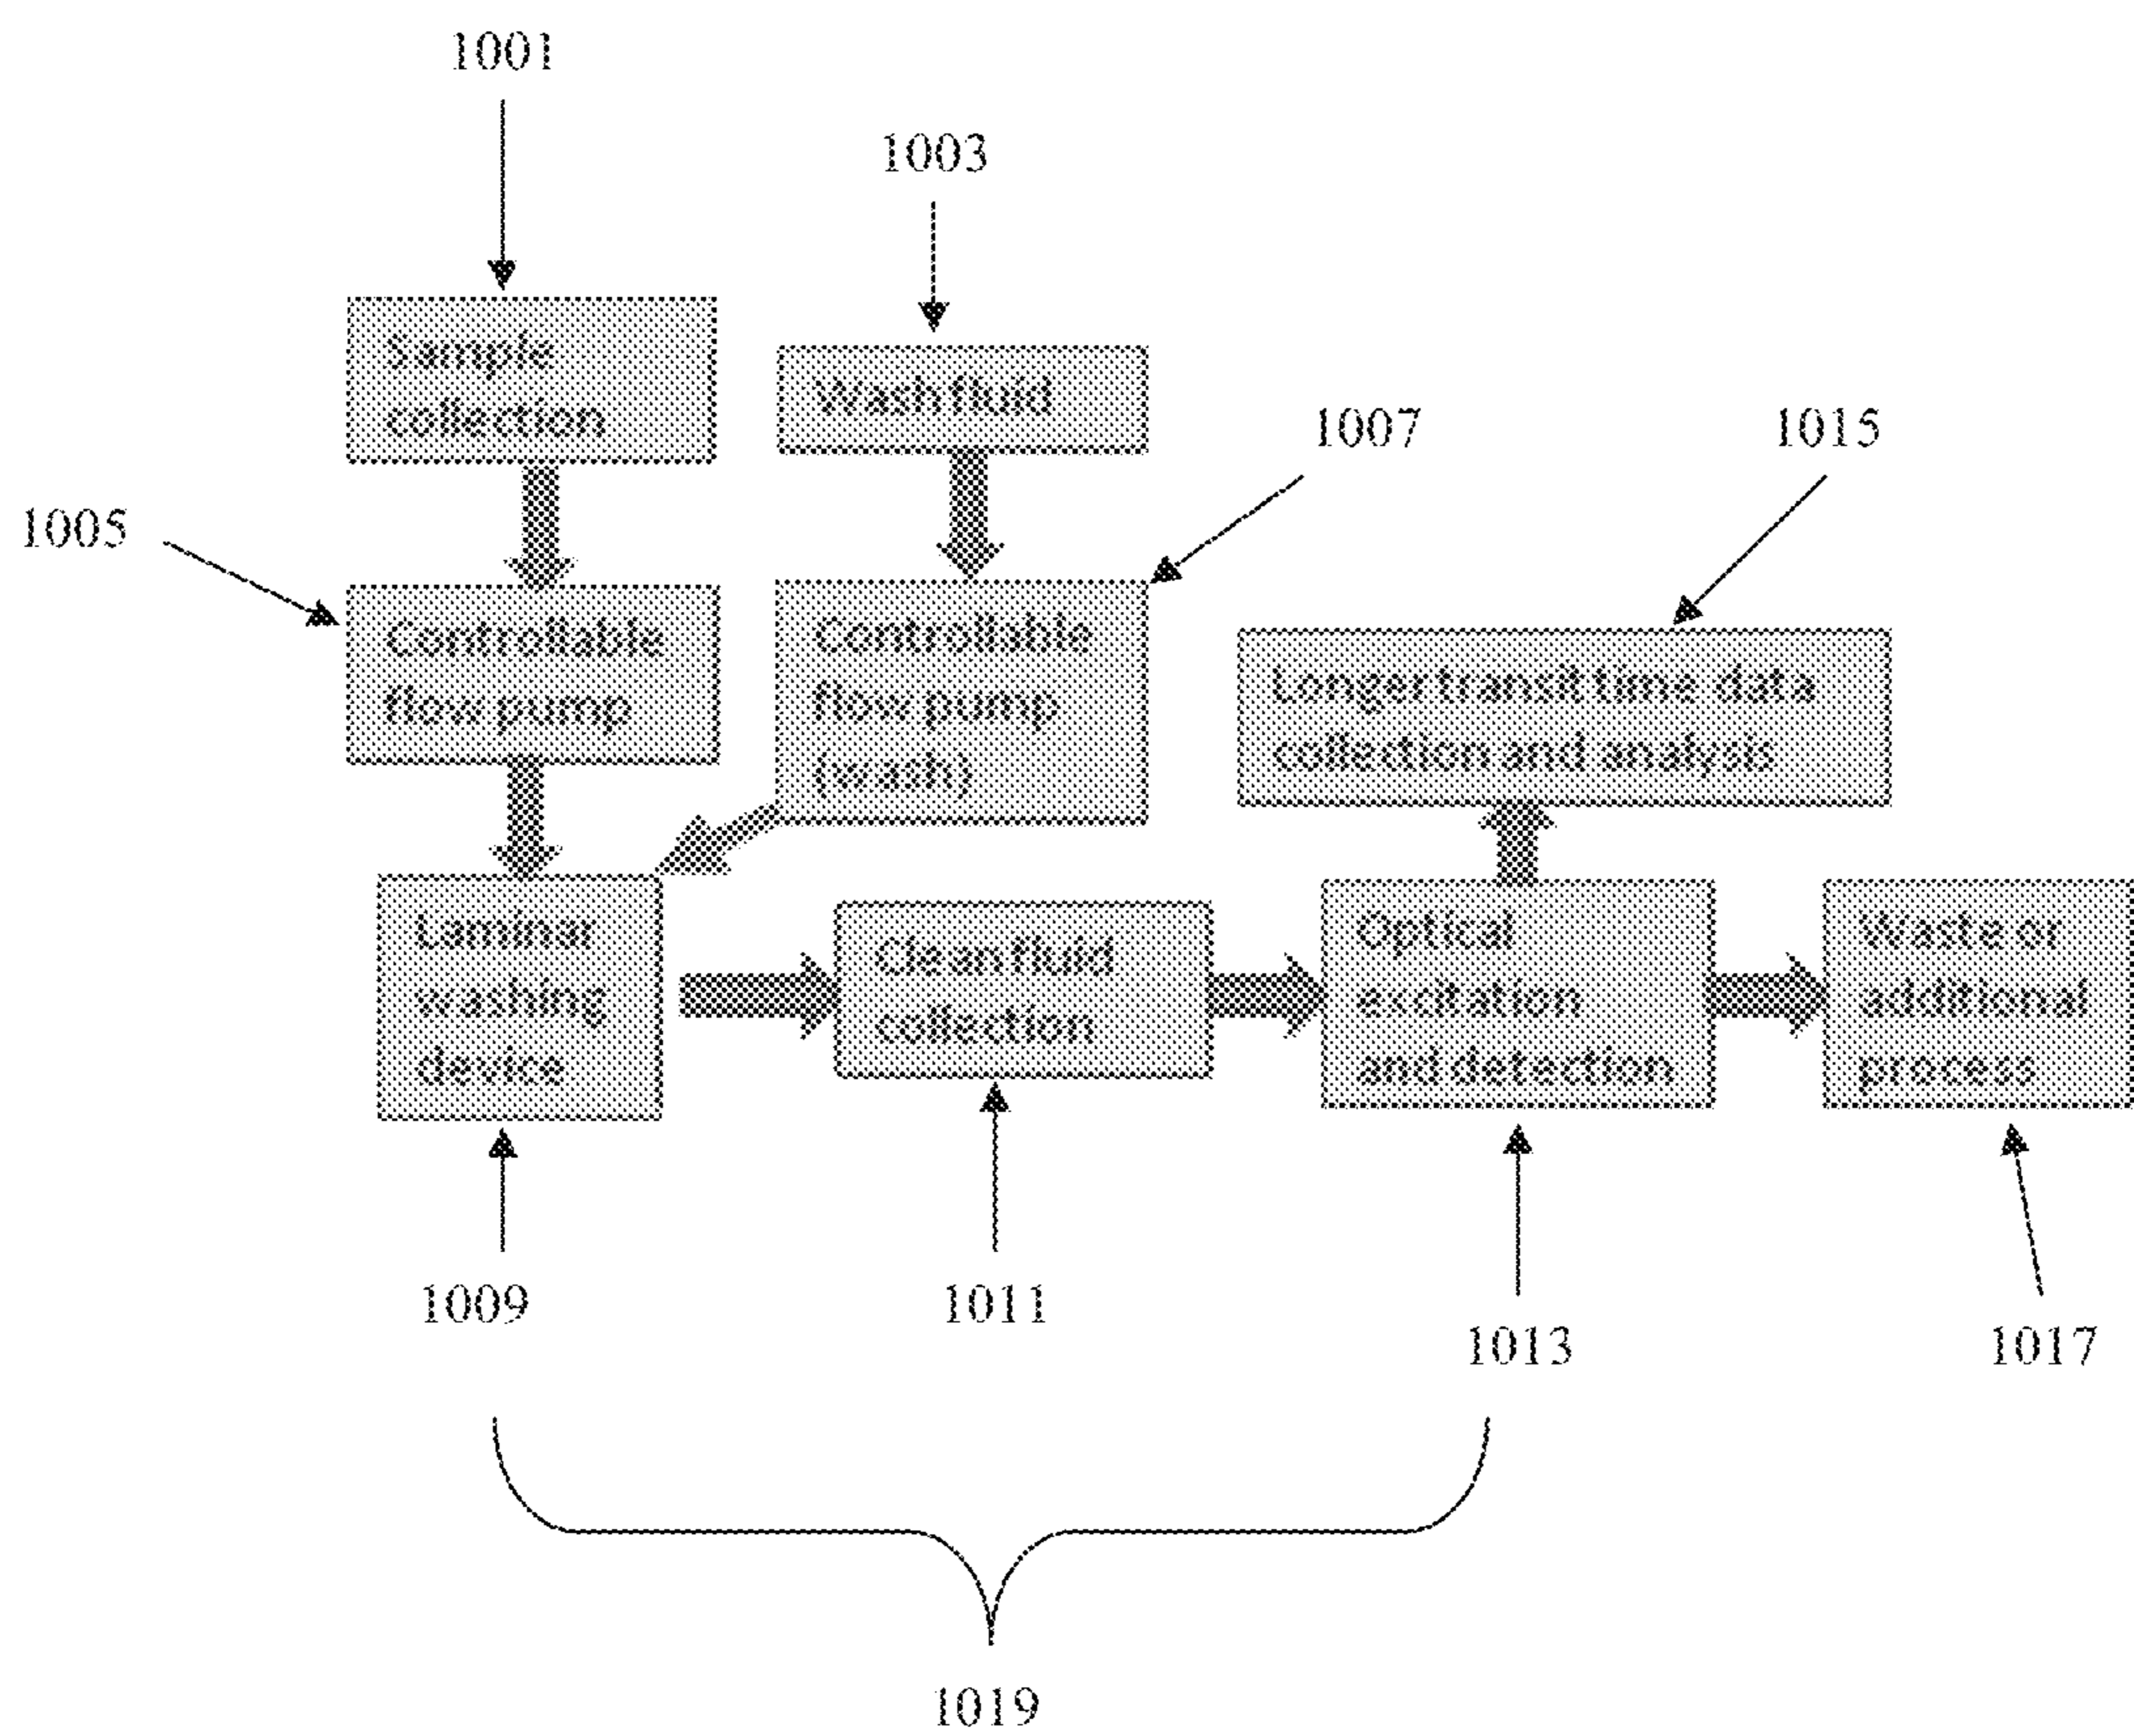 1001
1003
Sample
collection
Wash fluid
1007
1015
1005
Controllable
flow pump
Controllable
flow pump
(wash)
Longer transit time data
collection and analysis
Laminar
washing
device
Clean fluid
collection
Optical
excitation
and detection
Waste or
additional
process
1009
1011
1013
1017
1019